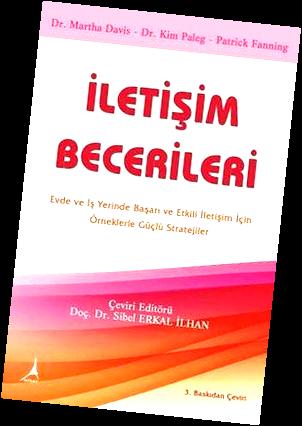 Dr. Martha Davis - Dr. Kim Paleg - Patrick Fanning
İLETİŞİM
BECERİLERİ
Evde ve İş Yerinde Başarı ve Etkili İletişim İçin
Örneklerle Güçlü Stratejiler
Çeviri Editörü
Doç. Dr. Sibel ERKAL İLHAN
3. Baskıdan Çeviri